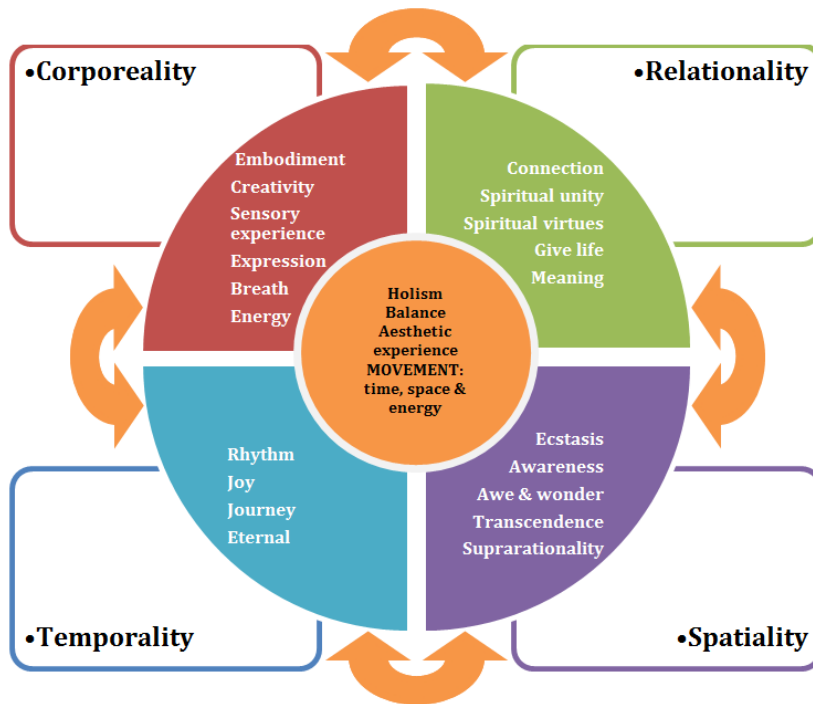 •Corporeality
•Relationality
Embodiment
Creativity
Sensory
experience
Expression
Breath
Energy
Connection
Spiritual unity
Spiritual virtues
Give life
Meaning
Holism
Balance
Aesthetic
experience
MOVEMENT:
time, space &
energy
Rhythm
Joy
Journey
Eternal
Ecstasis
Awareness
Awe & wonder
Transcendence
Suprarationality
•Temporality
•Spatiality